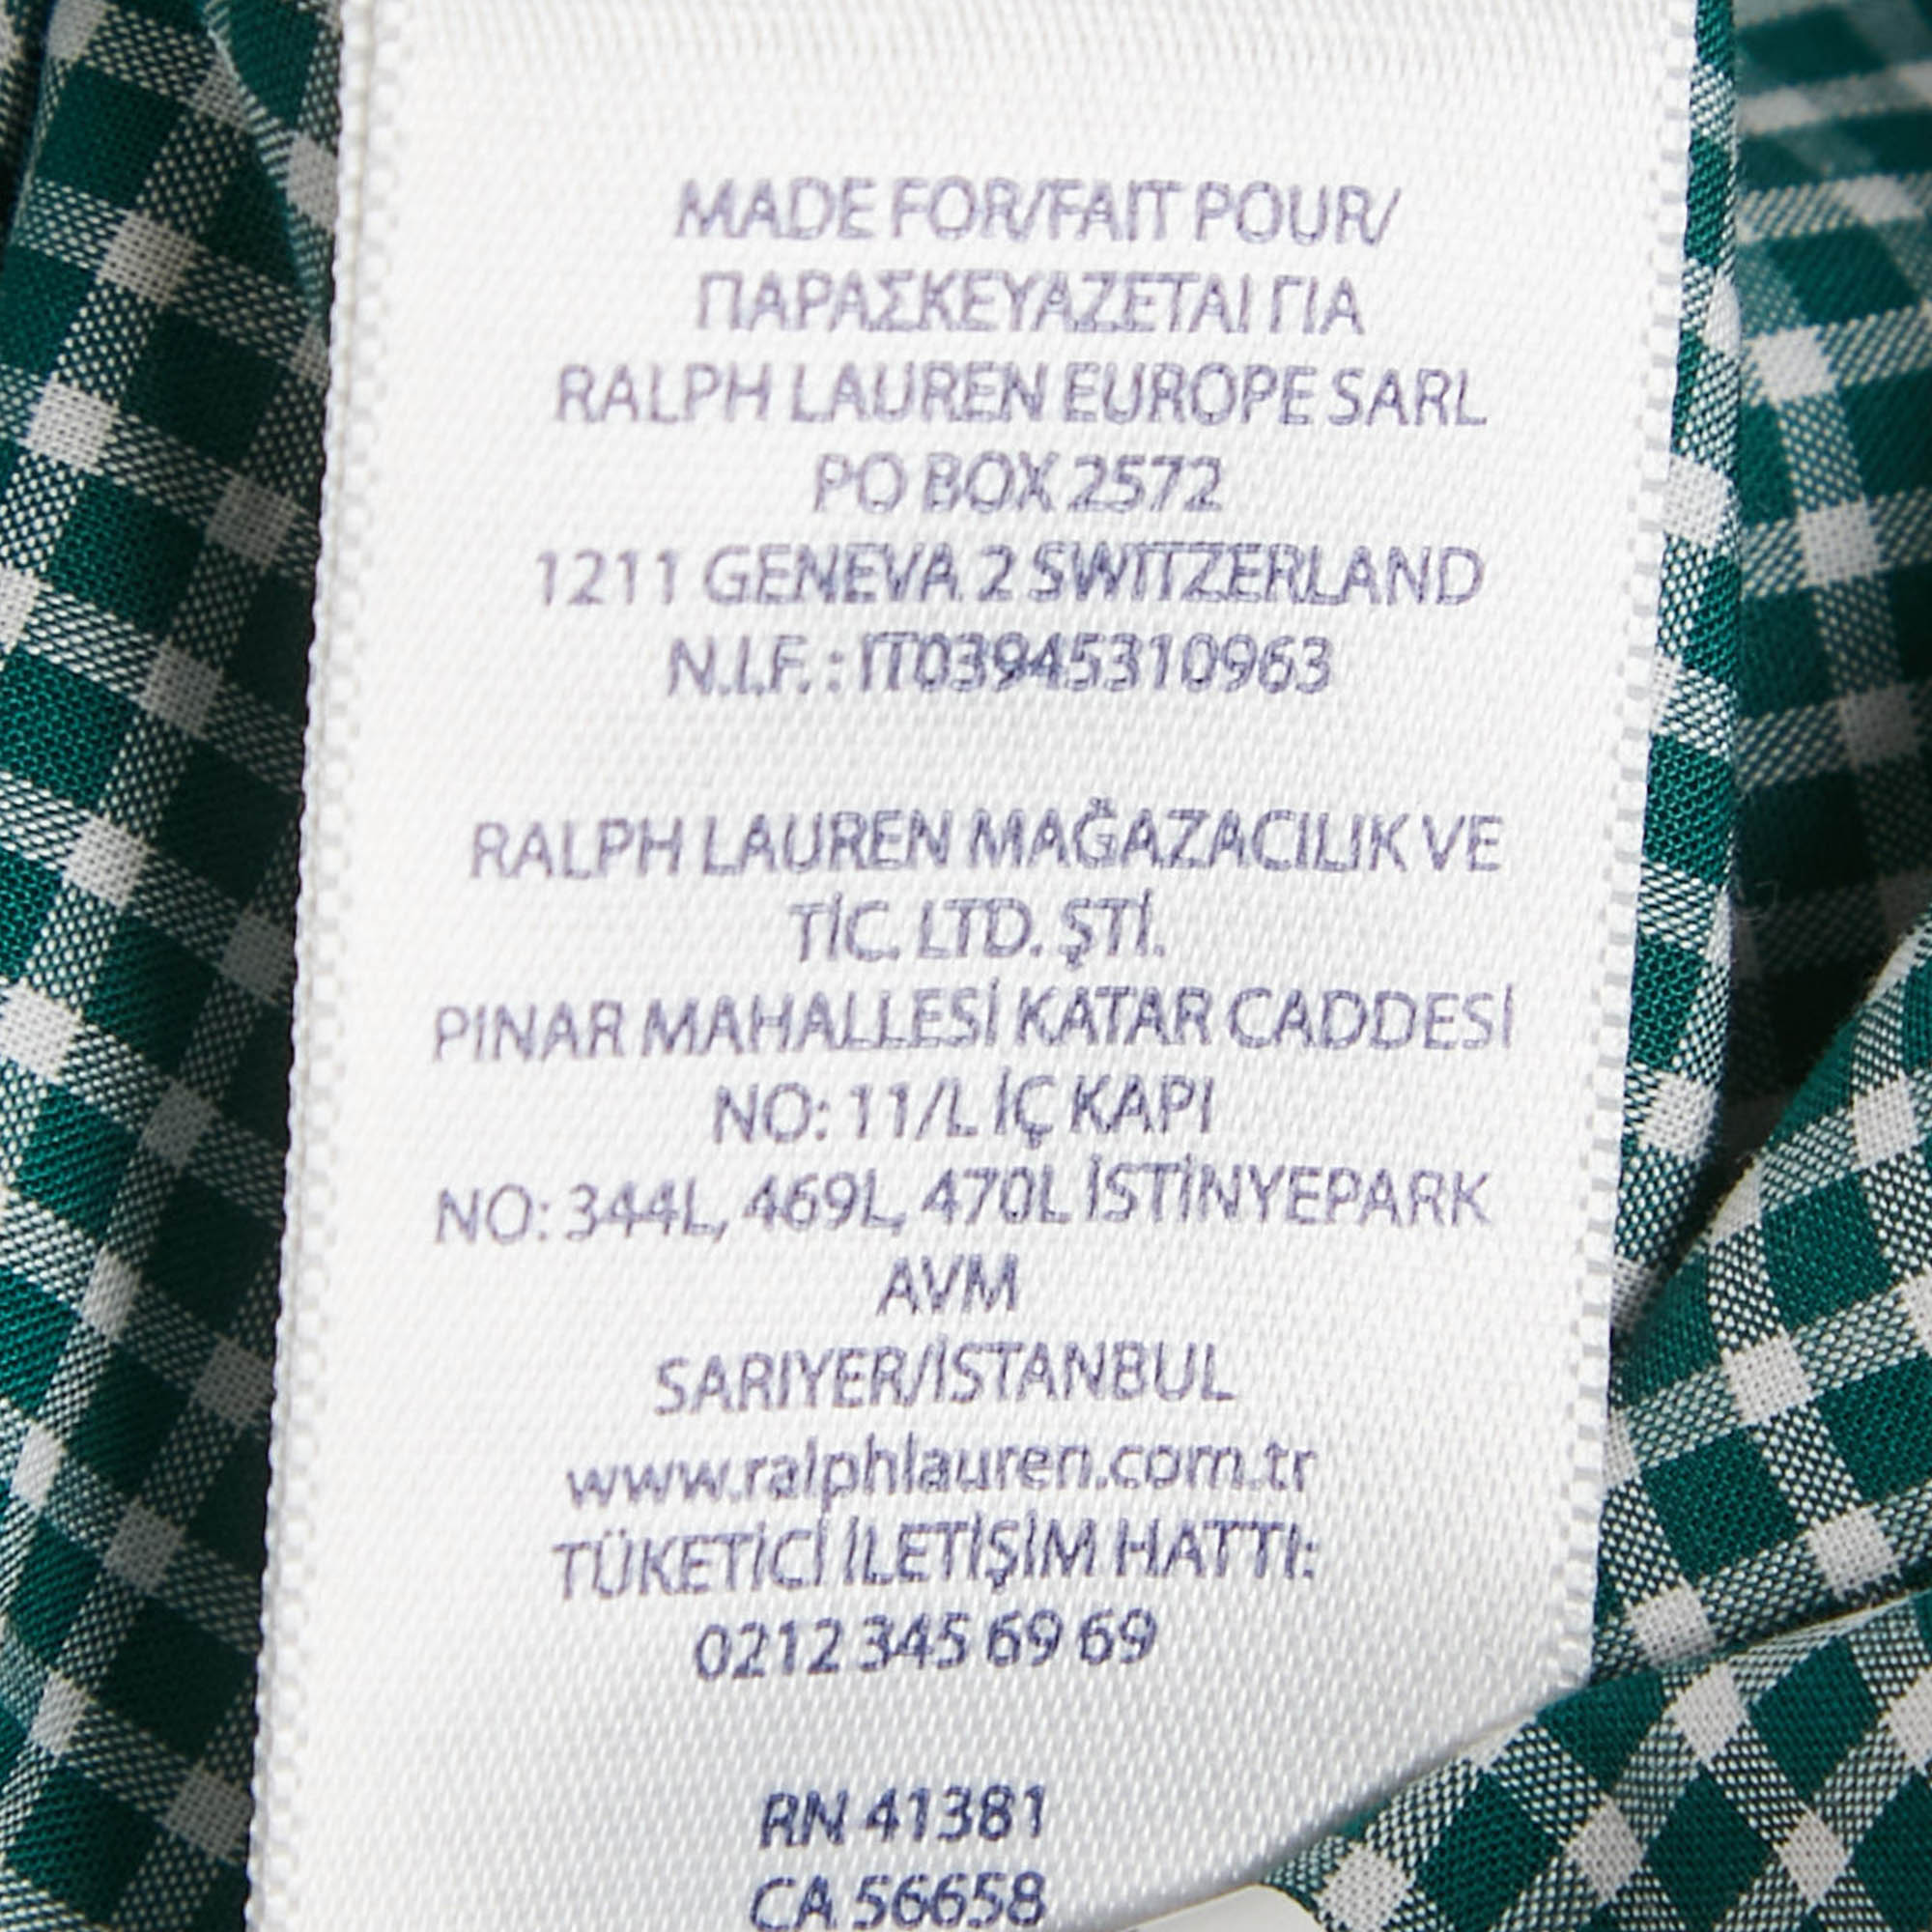 MADE FOR/FAIT POUR/
ΠΑΡΑΣΚΕΥΑΖΕΤΑΙ ΓΙΑ
RALPH LAUREN EUROPE SARL
PO BOX 2572
1211 GENEVA 2 SWITZERLAND
N.I.F. : IT03945310963
RALPH LAUREN MAĞAZACILIK VE
TİC. LTD. ŞTİ.
PINAR MAHALLESİ KATAR CADDESİ
NO: 11/L İÇ KAPI
NO: 344L, 469L, 470L İSTİNYEPARK
AVM
SARIYER/İSTANBUL
www.ralphlauren.com.tr
TÜKETİCİ İLETİŞİM HATTI:
0212 345 69 69
RN 41381
CA 56658